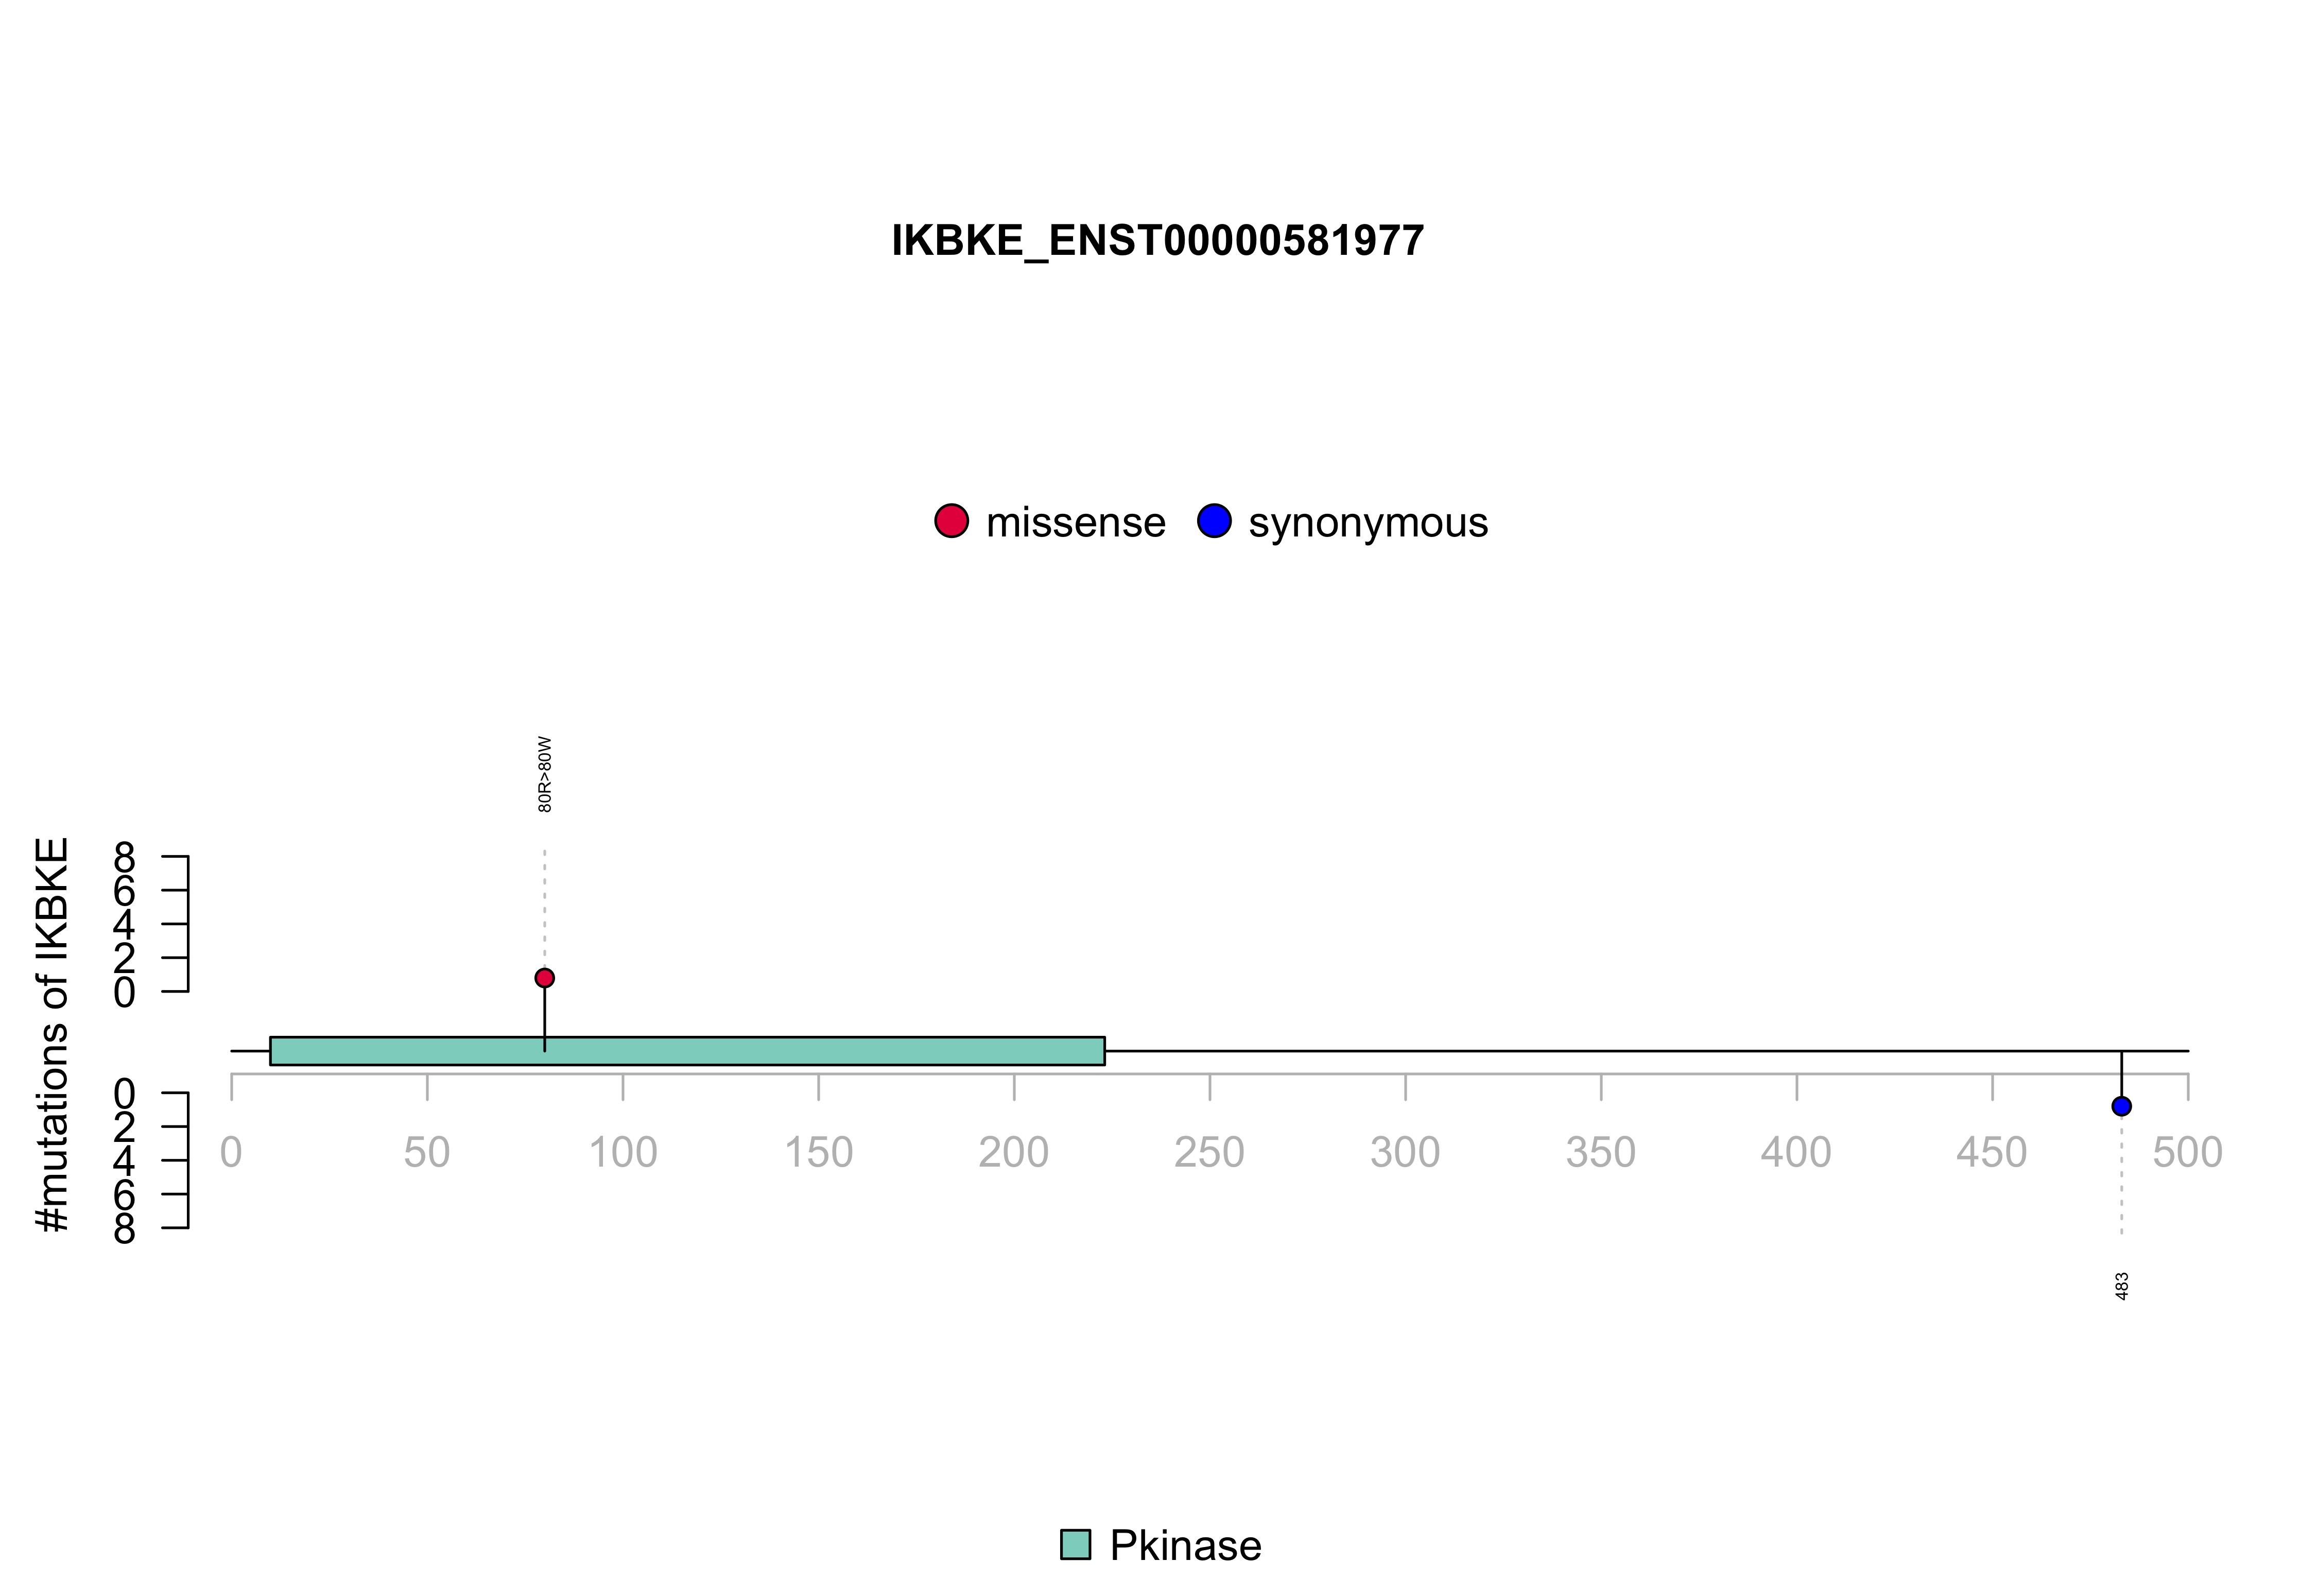 IKBKE_ENST00000581977
missense synonymous
80R>80W
#mutations of IKBKE
8
6
4
2
0
0
2
4
6
8
0 50 100 150 200 250 300 350 400 450 500
483
Pkinase